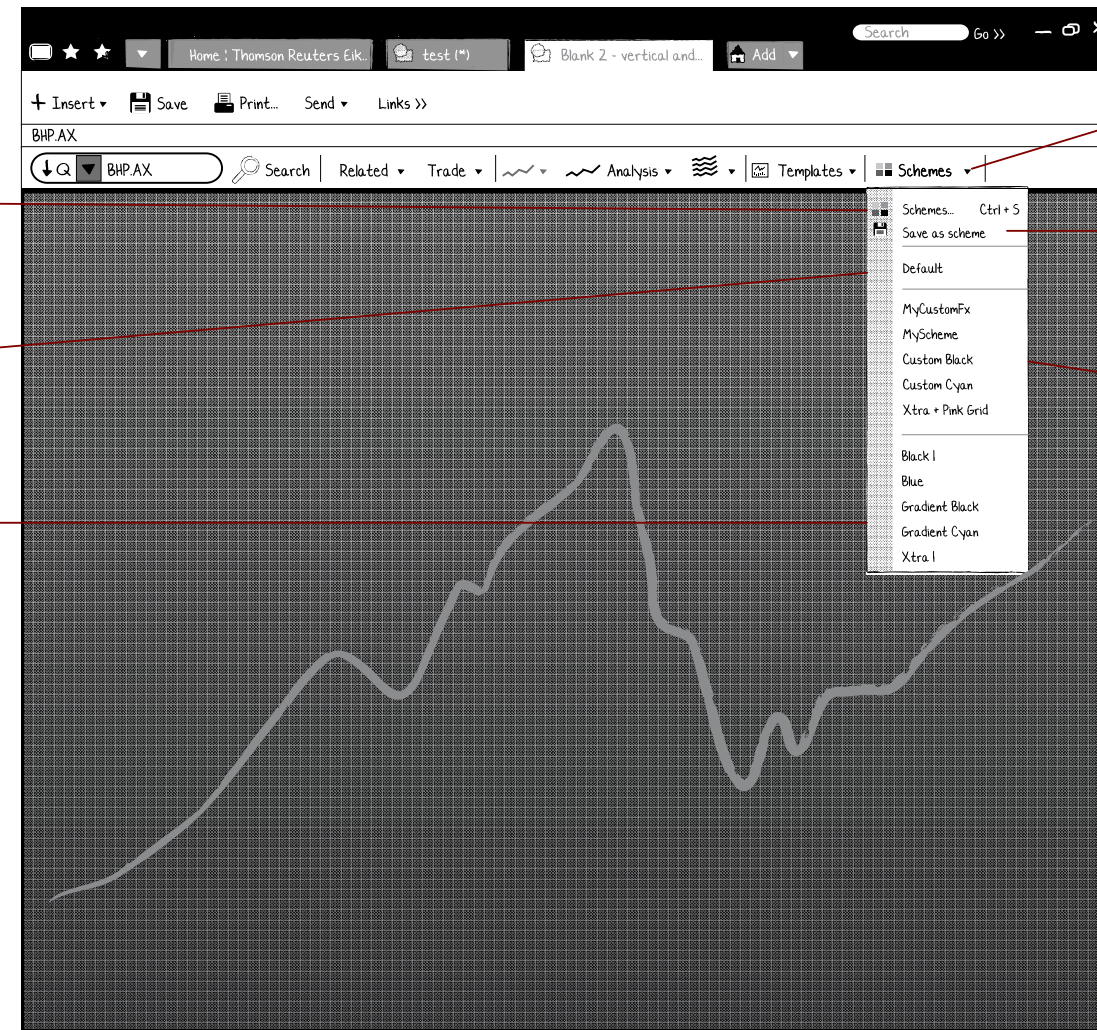 Search Go >>
Home ¦ Thomson Reuters Eik.. test (*) Blank 2 - vertical and... Add
+ Insert Save Print... Send Links >>
BHP.AX
Q BHP.AX Search Related Trade Analysis Templates Schemes
Schemes... Ctrl + S
Save as scheme
Default
MyCustomFx
MyScheme
Custom Black
Custom Cyan
Xtra + Pink Grid
Black 1
Blue
Gradient Black
Gradient Cyan
Xtra 1